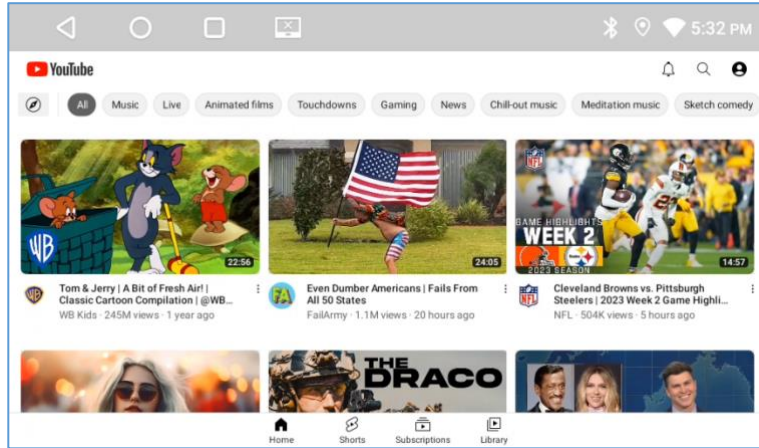 5:32 PM
YouTube
All Music Live Animated films Touchdowns Gaming News Chill-out music Meditation music Sketch comedy
WB
22:56
24:05
NFL
GAME HIGHLIGHTS
WEEK 2
2023 SEASON
14:57
Tom & Jerry | A Bit of Fresh Air! |
Classic Cartoon Compilation | @WB...
WB Kids · 245M views · 1 year ago
FA
Even Dumber Americans | Fails From
All 50 States
FailArmy · 1.1M views · 20 hours ago
Cleveland Browns vs. Pittsburgh
Steelers | 2023 Week 2 Game Highli...
NFL · 504K views · 5 hours ago
THE
DRACO
Home Shorts Subscriptions Library